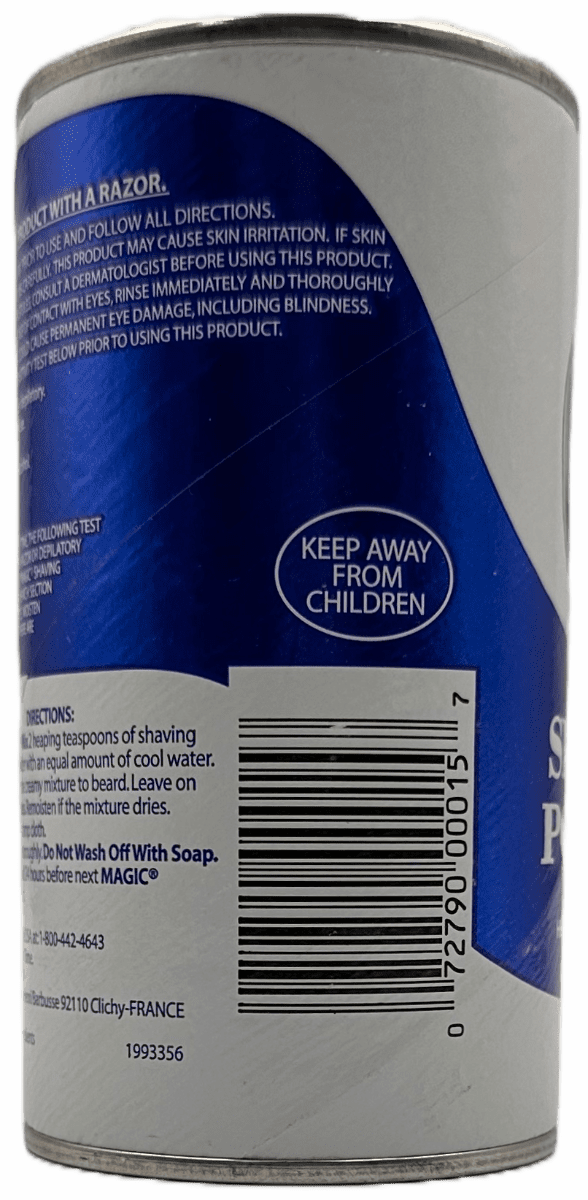 WITH A RAZOR.
TO USE AND FOLLOW ALL DIRECTIONS.
THIS PRODUCT MAY CAUSE SKIN IRRITATION. IF SKIN
CONSULT A DERMATOLOGIST BEFORE USING THIS PRODUCT.
CONTACT WITH EYES, RINSE IMMEDIATELY AND THOROUGHLY
CAUSE PERMANENT EYE DAMAGE, INCLUDING BLINDNESS.
TEST BELOW PRIOR TO USING THIS PRODUCT.
THE FOLLOWING TEST
DEPILATORY
SHAVING
SECTION
KEEP AWAY
FROM
CHILDREN
DIRECTIONS:
2 heaping teaspoons of shaving
with an equal amount of cool water.
creamy mixture to beard. Leave on
Remoisten if the mixture dries.
cloth.
Do Not Wash Off With Soap.
hours before next MAGIC®
at: 1-800-442-4643
92110 Clichy-FRANCE
1993356
0 72790 00015 7